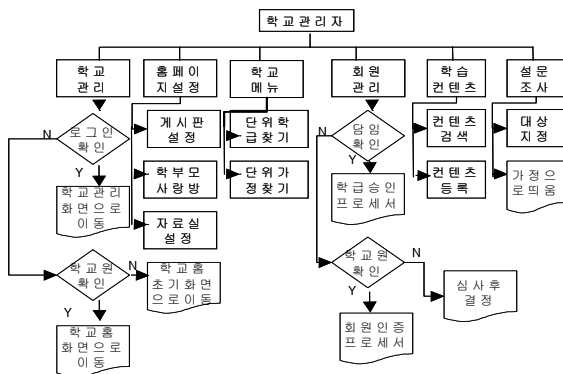 학교관리자
학교
관리
홈페이
지설정
학교
메뉴
회원
관리
학습
컨텐츠
설문
조사
N
로그인
확인
Y
학교관리
화면으로
이동
게시판
설정
학부모
사랑방
자료실
설정
단위학
급찾기
단위가
정찾기
담임
확인
N
Y
학급승인
프로세서
컨텐츠
검색
컨텐츠
등록
대상
지정
가정으
로띄움
학교원
확인
N
학교홈
초기화면
으로이동
Y
학교홈
화면으로
이동
학교원
확인
N
심사후
결정
Y
회원인증
프로세서